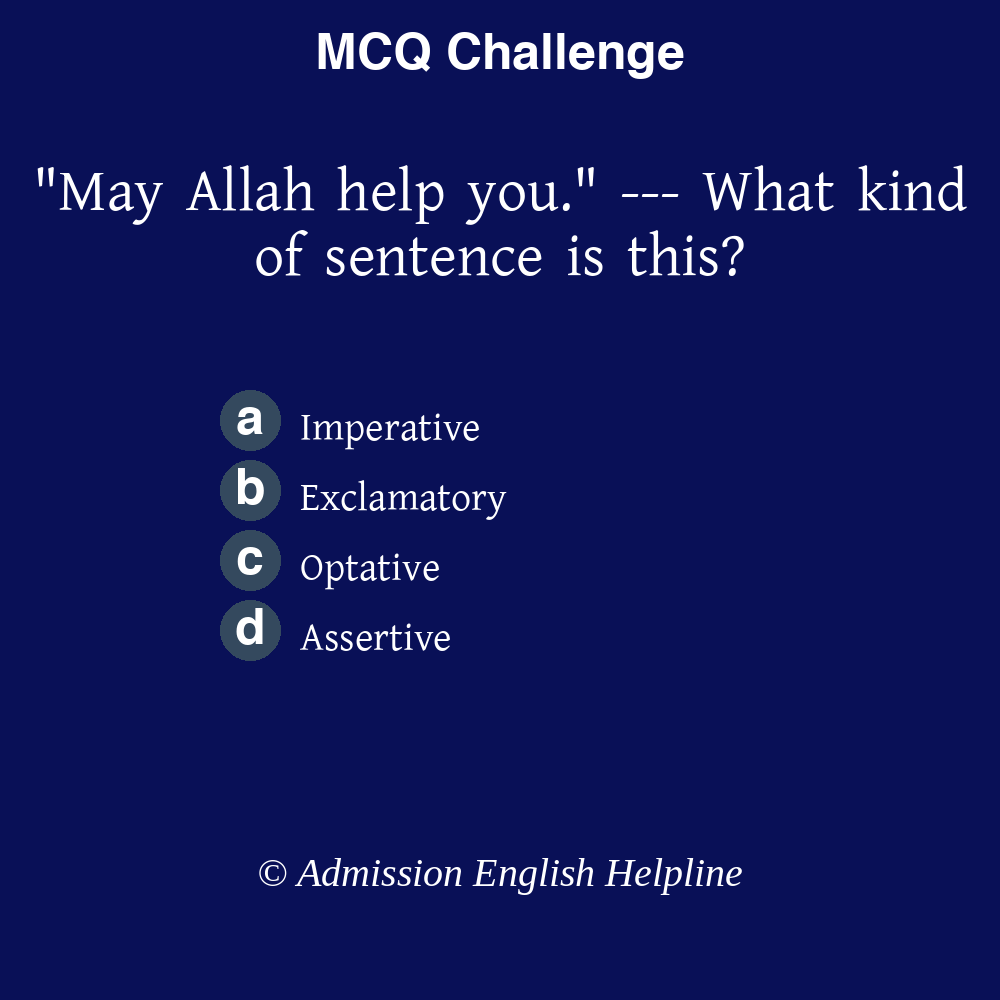 MCQ Challenge
"May Allah help you." --- What kind
of sentence is this?
a Imperative
b Exclamatory
c Optative
d Assertive
© Admission English Helpline